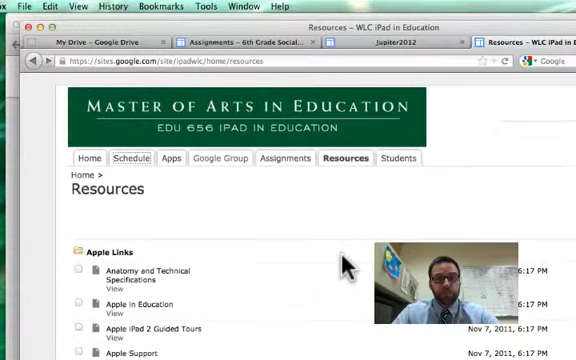 File Edit View History Bookmarks Tools Window Help
Resources – WLC iPad in Education
My Drive – Google Drive
Assignments – 6th Grade Social...
Jupiter2012
Resources – WLC iPad in E
https://sites.google.com/site/ipadwlc/home/resources
Google
MASTER OF ARTS IN EDUCATION
EDU 656 IPAD IN EDUCATION
Home Schedule Apps Google Group Assignments Resources Students
Home >
Resources
Apple Links
Anatomy and Technical
Specifications
View
6:17 PM
Apple in Education
View
6:17 PM
Apple iPad 2 Guided Tours
View
Nov 7, 2011, 6:17 PM
Apple Support
Nov 7, 2011, 6:17 PM